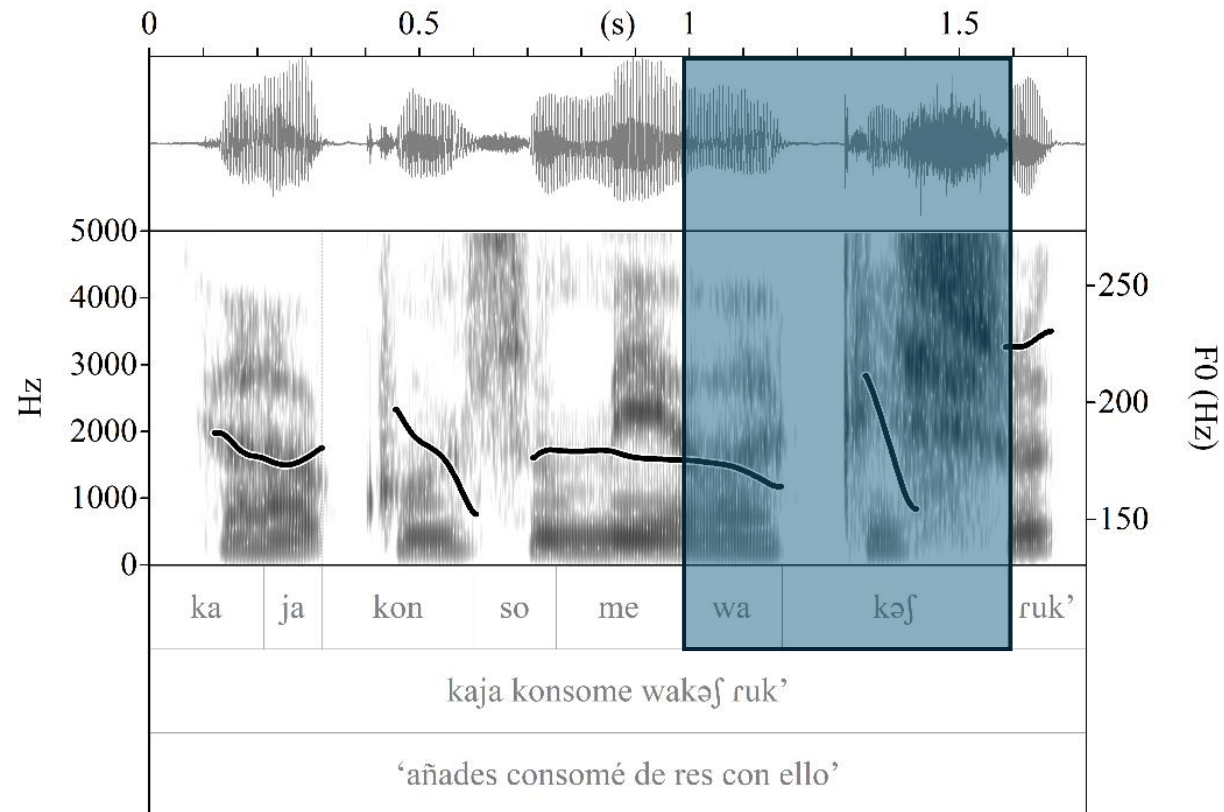 0 0.5 (s) 1 1.5
5000
4000 250
3000
Hz 200 F0 (Hz)
2000
1000 150
0
ka ja kon so me wa kəʃ ɾuk’
kaja konsome wakəʃ ɾuk’
‘añades consomé de res con ello’